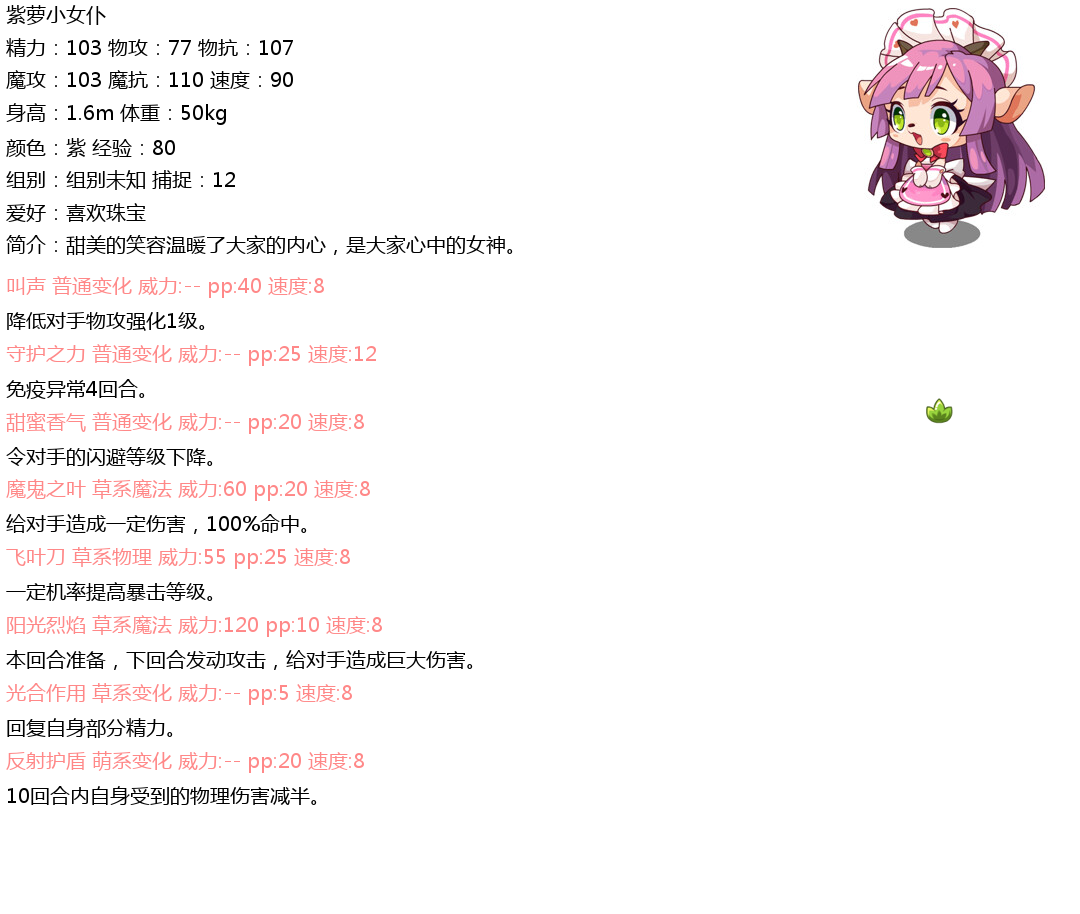 紫萝小女仆
精力：103 物攻：77 物抗：107
魔攻：103 魔抗：110 速度：90
身高：1.6m 体重：50kg
颜色：紫 经验：80
组别：组别未知 捕捉：12
爱好：喜欢珠宝
简介：甜美的笑容温暖了大家的内心，是大家心中的女神。
叫声 普通变化 威力:-- pp:40 速度:8
降低对手物攻强化1级。
守护之力 普通变化 威力:-- pp:25 速度:12
免疫异常4回合。
甜蜜香气 普通变化 威力:-- pp:20 速度:8
令对手的闪避等级下降。
魔鬼之叶 草系魔法 威力:60 pp:20 速度:8
给对手造成一定伤害，100%命中。
飞叶刀 草系物理 威力:55 pp:25 速度:8
一定机率提高暴击等级。
阳光烈焰 草系魔法 威力:120 pp:10 速度:8
本回合准备，下回合发动攻击，给对手造成巨大伤害。
光合作用 草系变化 威力:-- pp:5 速度:8
回复自身部分精力。
反射护盾 萌系变化 威力:-- pp:20 速度:8
10回合内自身受到的物理伤害减半。